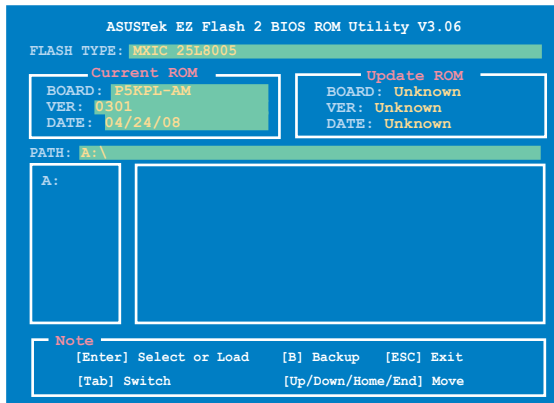 ASUSTek EZ Flash 2 BIOS ROM Utility V3.06
FLASH TYPE: MXIC 25L8005
Current ROM
BOARD: P5KPL-AM
VER: 0301
DATE: 04/24/08
Update ROM
BOARD: Unknown
VER: Unknown
DATE: Unknown
PATH: A:\
A:
Note
[Enter] Select or Load [B] Backup [ESC] Exit
[Tab] Switch [Up/Down/Home/End] Move